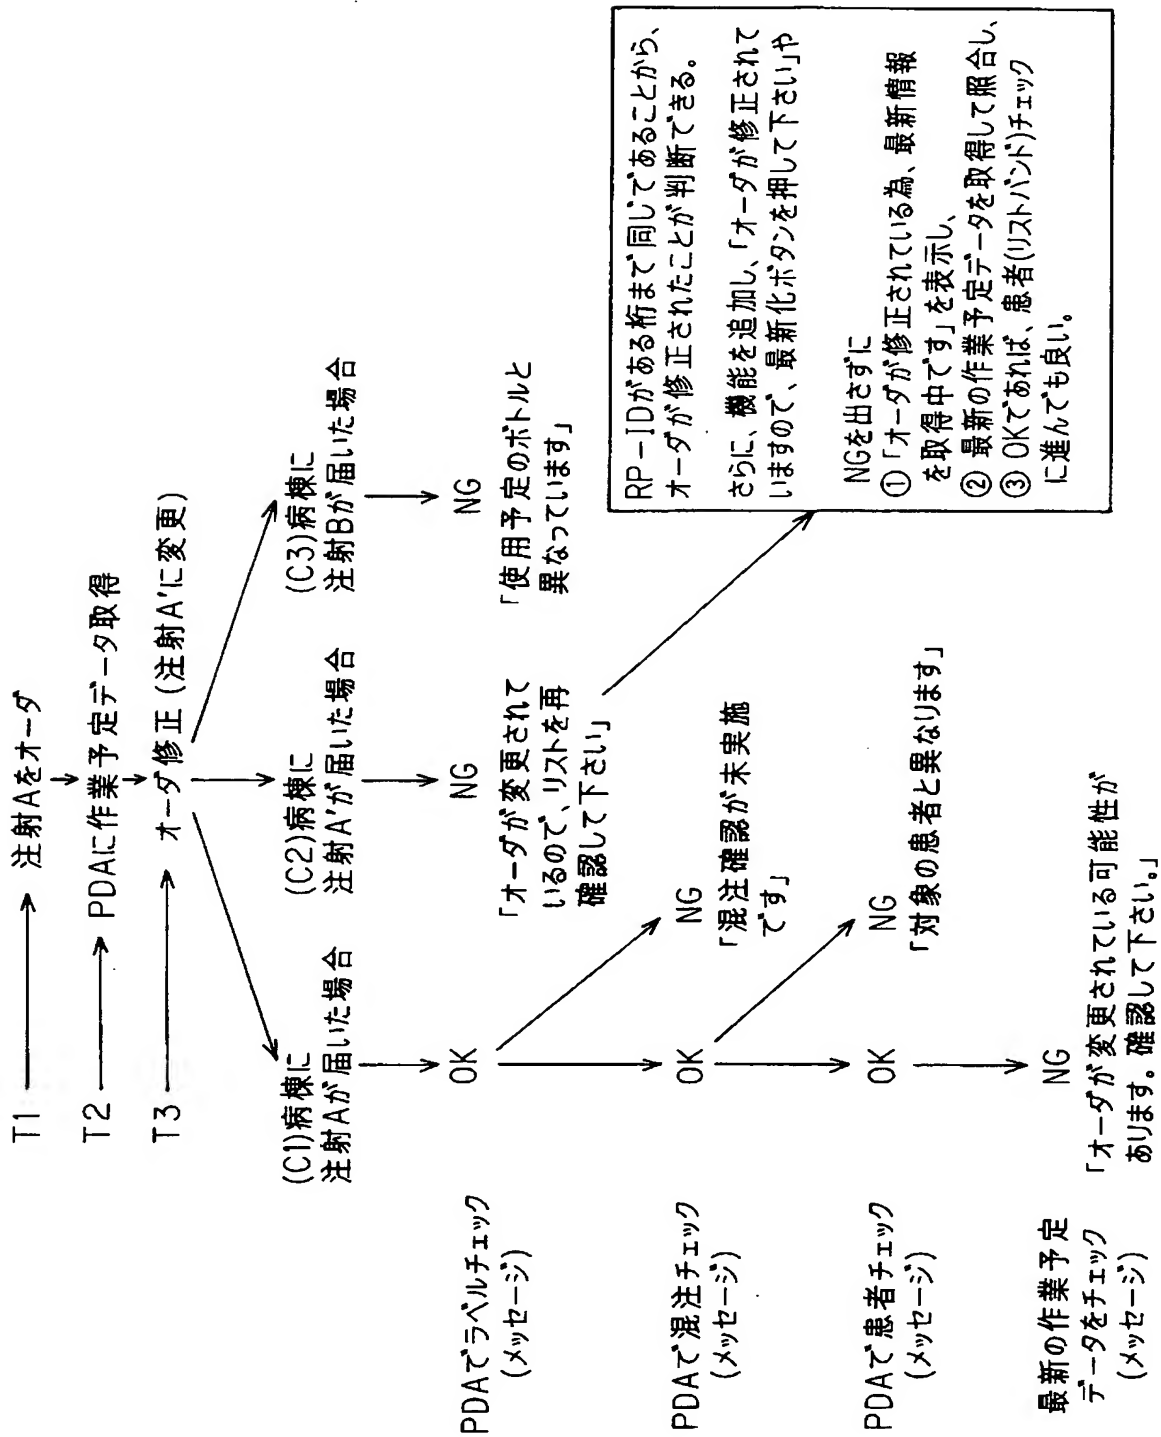 T1 → 注射Aをオーダ
T2 → PDAに作業予定データ取得
T3 → オーダ修正 (注射A'に変更)
(C1)病棟に
注射Aが届いた場合
(C2)病棟に
注射A'が届いた場合
(C3)病棟に
注射Bが届いた場合
PDAでラベルチェック
(メッセージ)
OK
NG
「オーダが変更されて
いるので、リストを再
確認して下さい」
NG
「使用予定のボトルと
異なっています」
PDAで混注チェック
(メッセージ)
OK
NG
「混注確認が未実施
です」
PDAで患者チェック
(メッセージ)
OK
NG
「対象の患者と異なります」
最新の作業予定
データをチェック
(メッセージ)
NG
「オーダが変更されている可能性が
あります。確認して下さい。」
RP-IDがある桁まで同じであることから、
オーダが修正されたことが判断できる。
さらに、機能を追加し、「オーダが修正されて
いますので、最新化ボタンを押して下さい」や
NGを出さずに
①「オーダが修正されている為、最新情報
を取得中です」を表示し、
② 最新の作業予定データを取得して照合し、
③ OKであれば、患者(リストバンド)チェック
に進んでも良い。